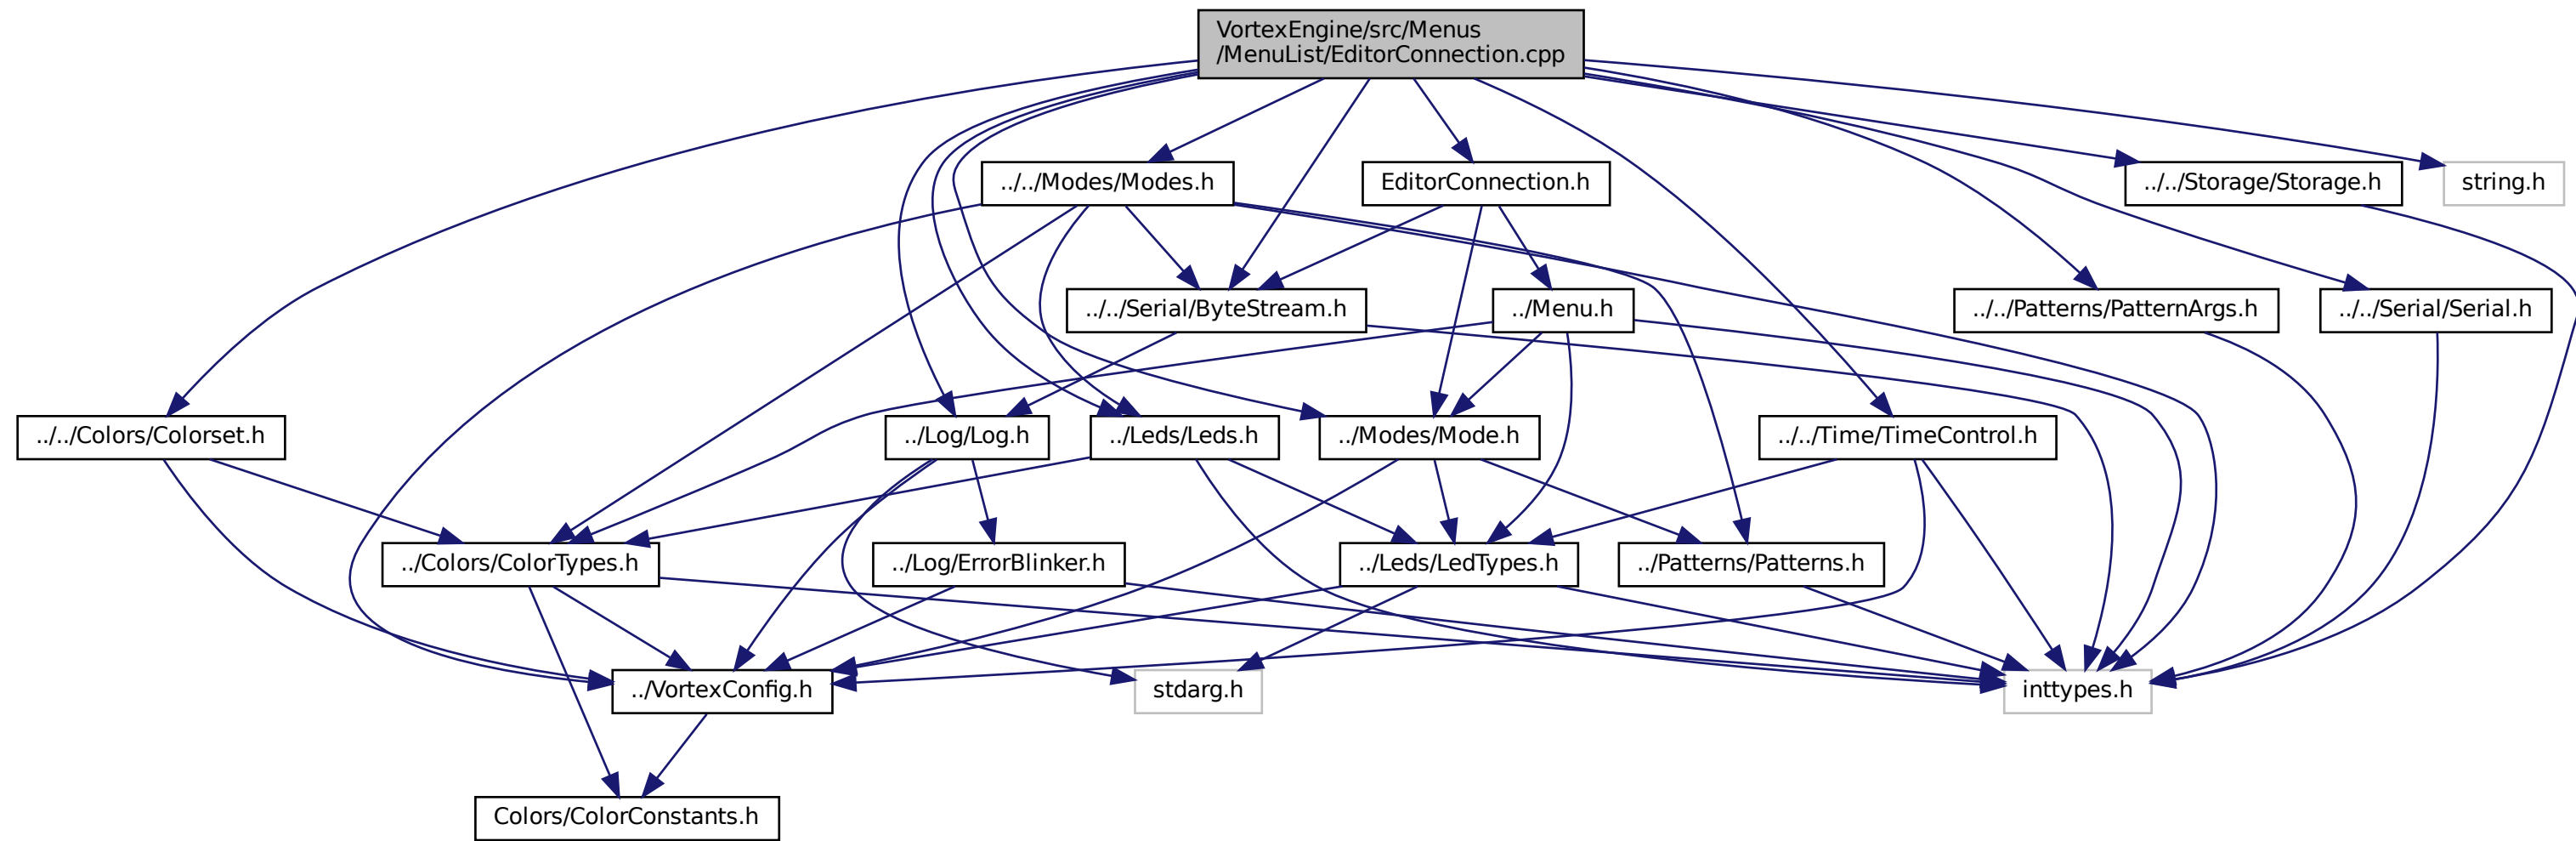 VortexEngine/src/Menus
/MenuList/EditorConnection.cpp
../../Modes/Modes.h
EditorConnection.h
../../Storage/Storage.h
string.h
../../Serial/ByteStream.h
../Menu.h
../../Patterns/PatternArgs.h
../../Serial/Serial.h
../../Colors/Colorset.h
../Log/Log.h
../Leds/Leds.h
../Modes/Mode.h
../../Time/TimeControl.h
../Colors/ColorTypes.h
../Log/ErrorBlinker.h
../Leds/LedTypes.h
../Patterns/Patterns.h
../VortexConfig.h
stdarg.h
inttypes.h
Colors/ColorConstants.h